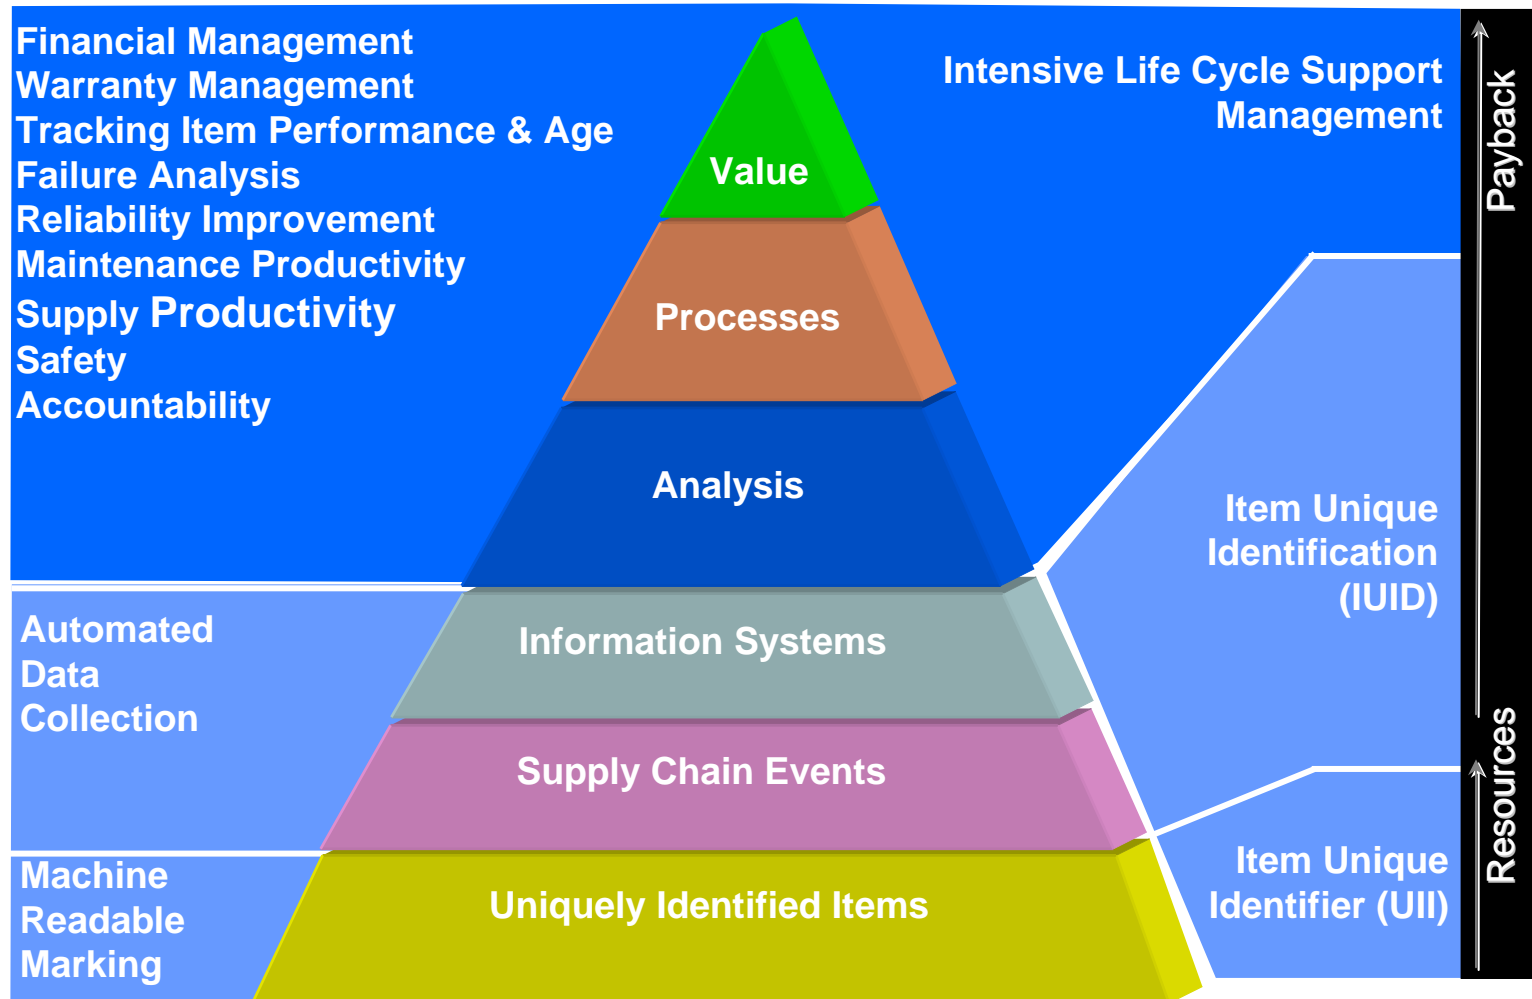 Financial Management
Warranty Management
Tracking Item Performance & Age
Failure Analysis
Reliability Improvement
Maintenance Productivity
Supply Productivity
Safety
Accountability
Intensive Life Cycle Support
Management
Value
Processes
Analysis
Information Systems
Supply Chain Events
Uniquely Identified Items
Automated
Data
Collection
Machine
Readable
Marking
Item Unique
Identification
(IUID)
Item Unique
Identifier (UII)
Payback
Resources